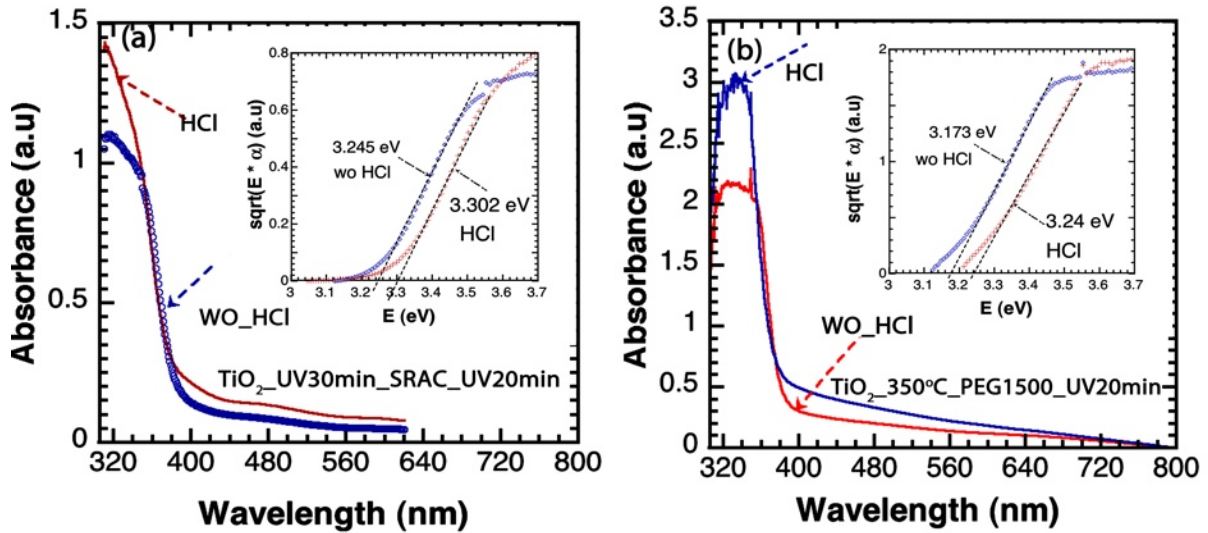 (a)
HCl
WO_HCl
TiO₂_UV30min_SRAC_UV20min
Absorbance (a.u)
0
0.5
1
1.5
320 400 480 560 640 720 800
Wavelength (nm)
sqrt(E * α) (a.u)
0.8
0.6
0.4
0.2
0.0
3.245 eV
wo HCl
3.302 eV
HCl
3 3.1 3.2 3.3 3.4 3.5 3.6 3.7
E (eV)
(b)
HCl
WO_HCl
TiO₂_350°C_PEG1500_UV20min
Absorbance (a.u)
0
0.5
1
1.5
2
2.5
3
3.5
320 400 480 560 640 720 800
Wavelength (nm)
sqrt(E * α) (a.u)
2
1
0
3.173 eV
wo HCl
3.24 eV
HCl
3 3.1 3.2 3.3 3.4 3.5 3.6 3.7
E (eV)